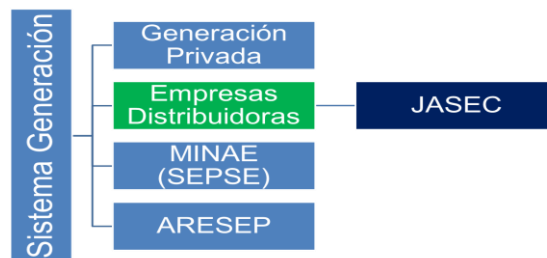 Sistema Generación
Generación
Privada
Empresas
Distribuidoras
JASEC
MINAE
(SEPSE)
ARESEP